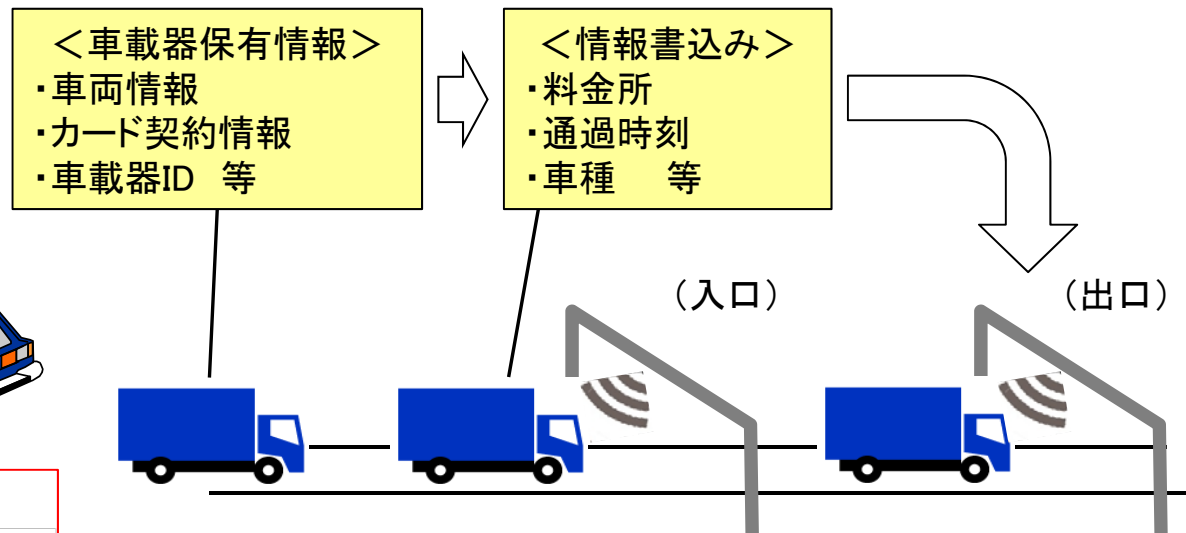 ＜車載器保有情報＞
・車両情報
・カード契約情報
・車載器ID　等
＜情報書込み＞
・料金所
・通過時刻
・車種　等
（入口）
（出口）